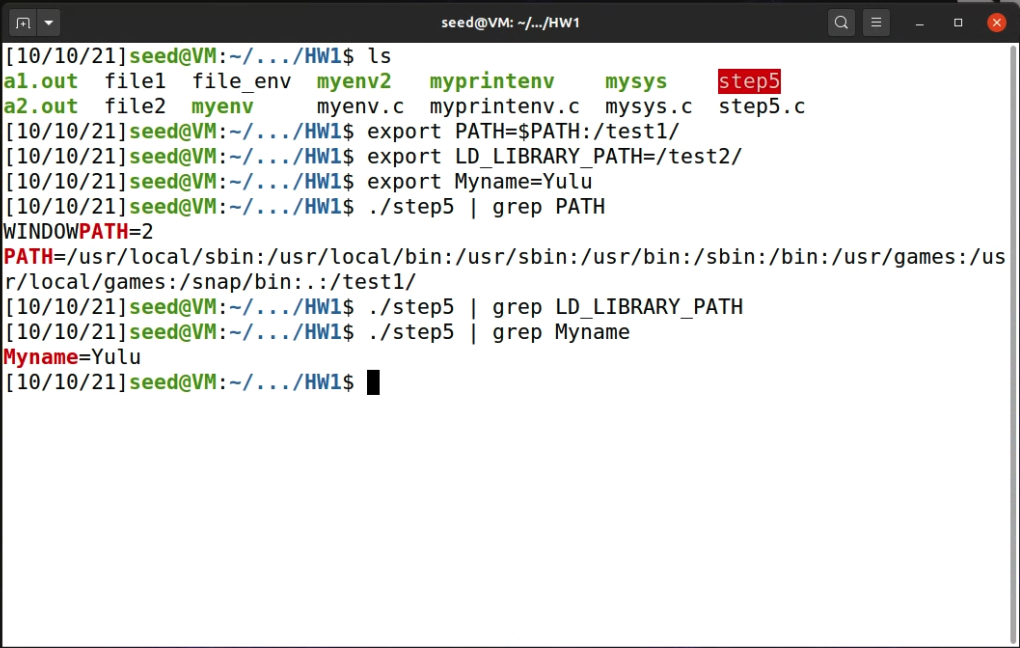 seed@VM: ~/.../HW1
[10/10/21]seed@VM:~/.../HW1$ ls
a1.out  file1  file_env  myenv2   myprintenv    mysys    step5
a2.out  file2  myenv     myenv.c  myprintenv.c  mysys.c  step5.c
[10/10/21]seed@VM:~/.../HW1$ export PATH=$PATH:/test1/
[10/10/21]seed@VM:~/.../HW1$ export LD_LIBRARY_PATH=/test2/
[10/10/21]seed@VM:~/.../HW1$ export Myname=Yulu
[10/10/21]seed@VM:~/.../HW1$ ./step5 | grep PATH
WINDOWPATH=2
PATH=/usr/local/sbin:/usr/local/bin:/usr/sbin:/usr/bin:/sbin:/bin:/usr/games:/us
r/local/games:/snap/bin:.:/test1/
[10/10/21]seed@VM:~/.../HW1$ ./step5 | grep LD_LIBRARY_PATH
[10/10/21]seed@VM:~/.../HW1$ ./step5 | grep Myname
Myname=Yulu
[10/10/21]seed@VM:~/.../HW1$